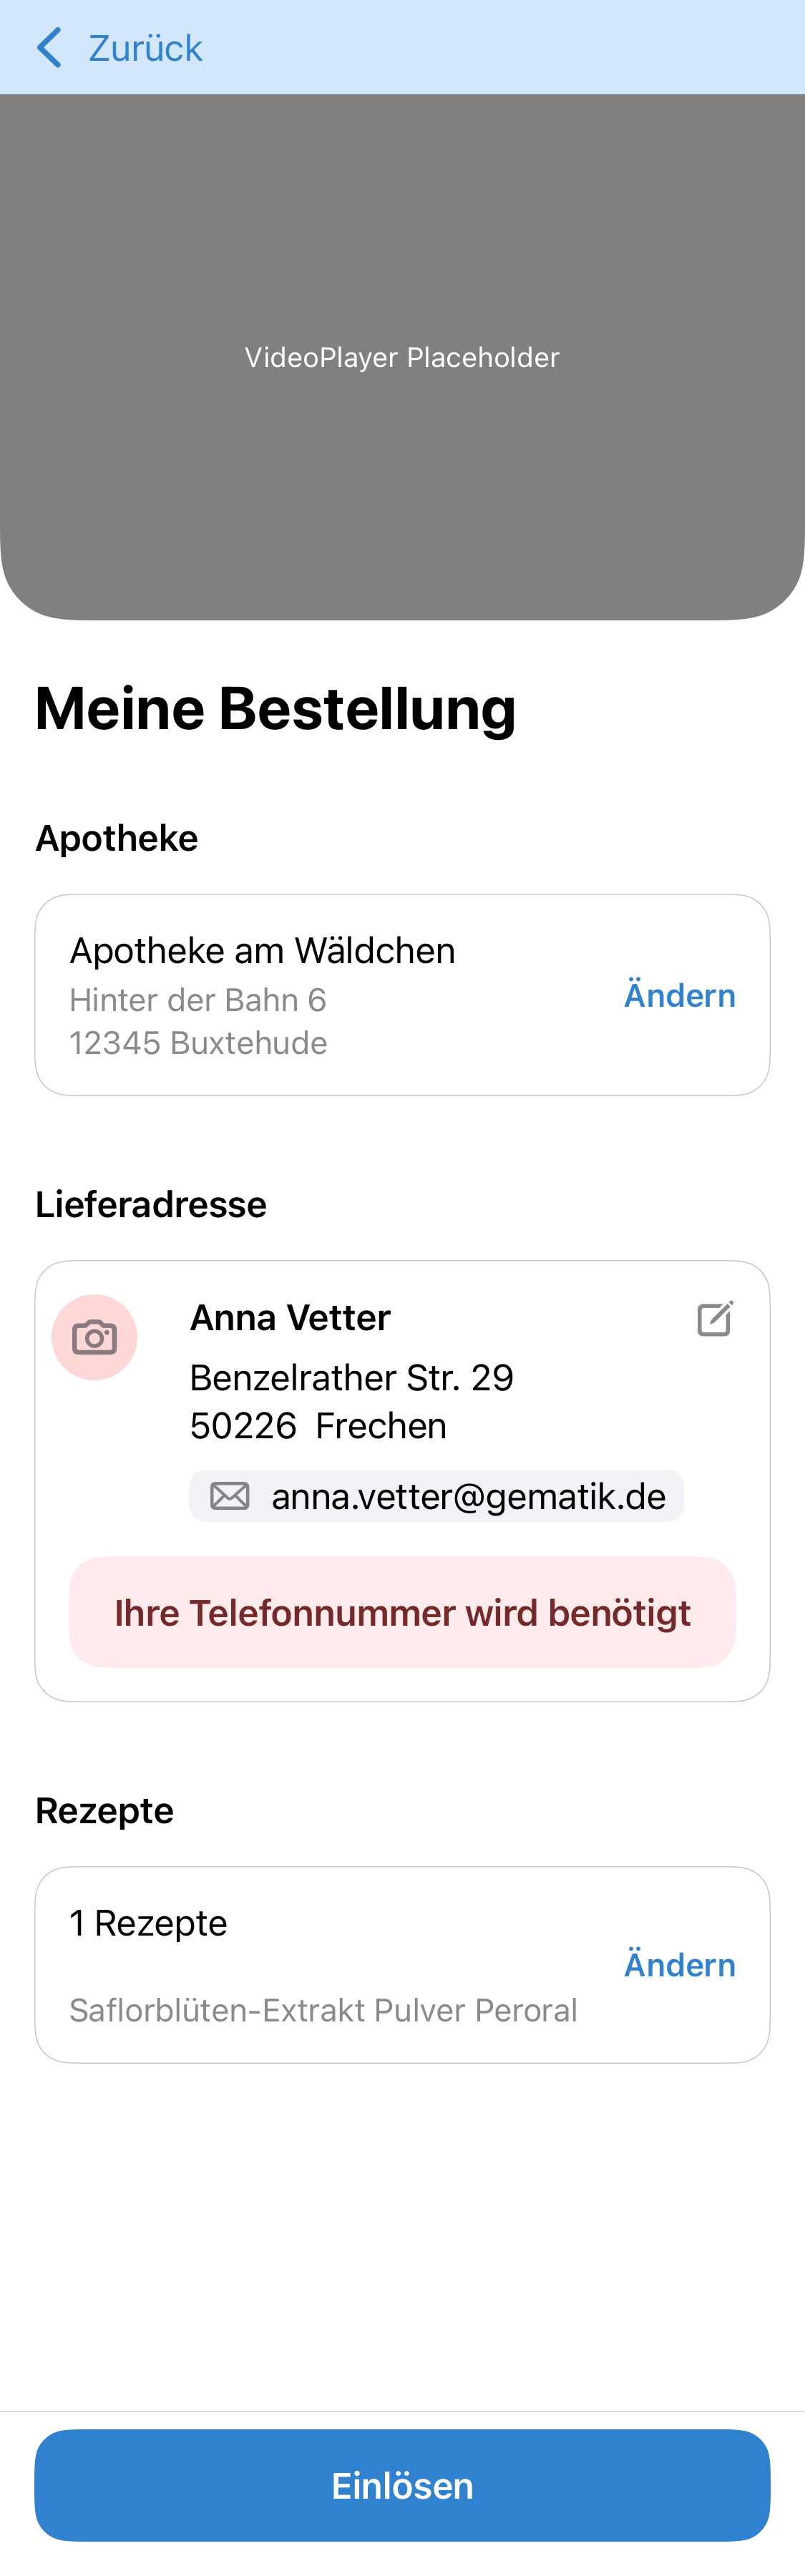 Zurück
VideoPlayer Placeholder
Meine Bestellung
Apotheke
Apotheke am Wäldchen
Hinter der Bahn 6
12345 Buxtehude
Ändern
Lieferadresse
Anna Vetter
Benzelrather Str. 29
50226  Frechen
anna.vetter@gematik.de
Ihre Telefonnummer wird benötigt
Rezepte
1 Rezepte
Ändern
Saflorblüten-Extrakt Pulver Peroral
Einlösen